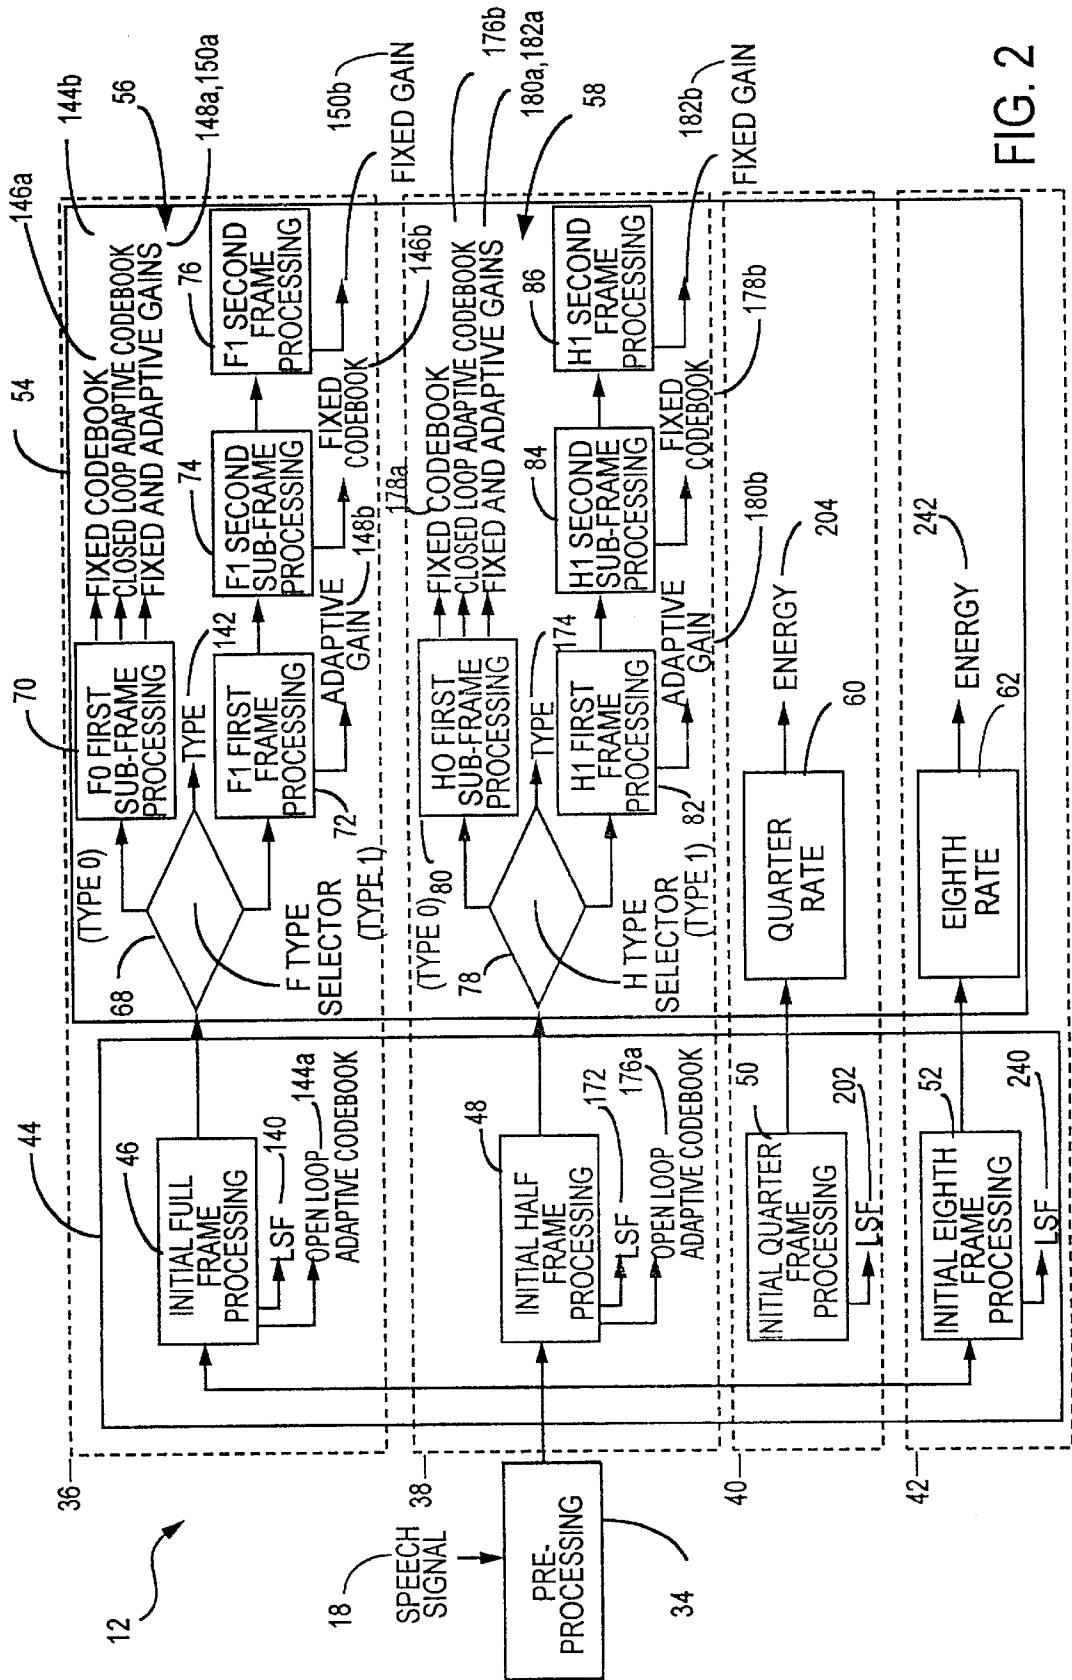 12
18
SPEECH
SIGNAL
PRE-
PROCESSING
34
36
38
40
42
44
46
INITIAL FULL
FRAME
PROCESSING
LSF
140
OPEN LOOP
ADAPTIVE CODEBOOK
144a
48
INITIAL HALF
FRAME
PROCESSING
LSF
172
OPEN LOOP
ADAPTIVE CODEBOOK
176a
50
INITIAL QUARTER
FRAME
PROCESSING
LSF
202
52
INITIAL EIGHTH
FRAME
PROCESSING
LSF
240
54
68
(TYPE 0)
F TYPE
SELECTOR
(TYPE 1)
TYPE
142
70
F0 FIRST
SUB-FRAME
PROCESSING
FIXED CODEBOOK
146a
CLOSED LOOP ADAPTIVE CODEBOOK
144b
FIXED AND ADAPTIVE GAINS
148a,150a
56
72
F1 FIRST
FRAME
PROCESSING
ADAPTIVE
GAIN
148b
74
F1 SECOND
SUB-FRAME
PROCESSING
FIXED
CODEBOOK
146b
76
F1 SECOND
FRAME
PROCESSING
FIXED GAIN
150b
78
(TYPE 0)
H TYPE
SELECTOR
(TYPE 1)
TYPE
174
80
HO FIRST
SUB-FRAME
PROCESSING
178a
FIXED CODEBOOK
CLOSED LOOP ADAPTIVE CODEBOOK
176b
FIXED AND ADAPTIVE GAINS
180a,182a
58
82
H1 FIRST
FRAME
PROCESSING
ADAPTIVE
GAIN
180b
84
H1 SECOND
SUB-FRAME
PROCESSING
FIXED
CODEBOOK
178b
86
H1 SECOND
FRAME
PROCESSING
FIXED GAIN
182b
QUARTER
RATE
60
ENERGY
204
EIGHTH
RATE
62
ENERGY
242
FIG. 2